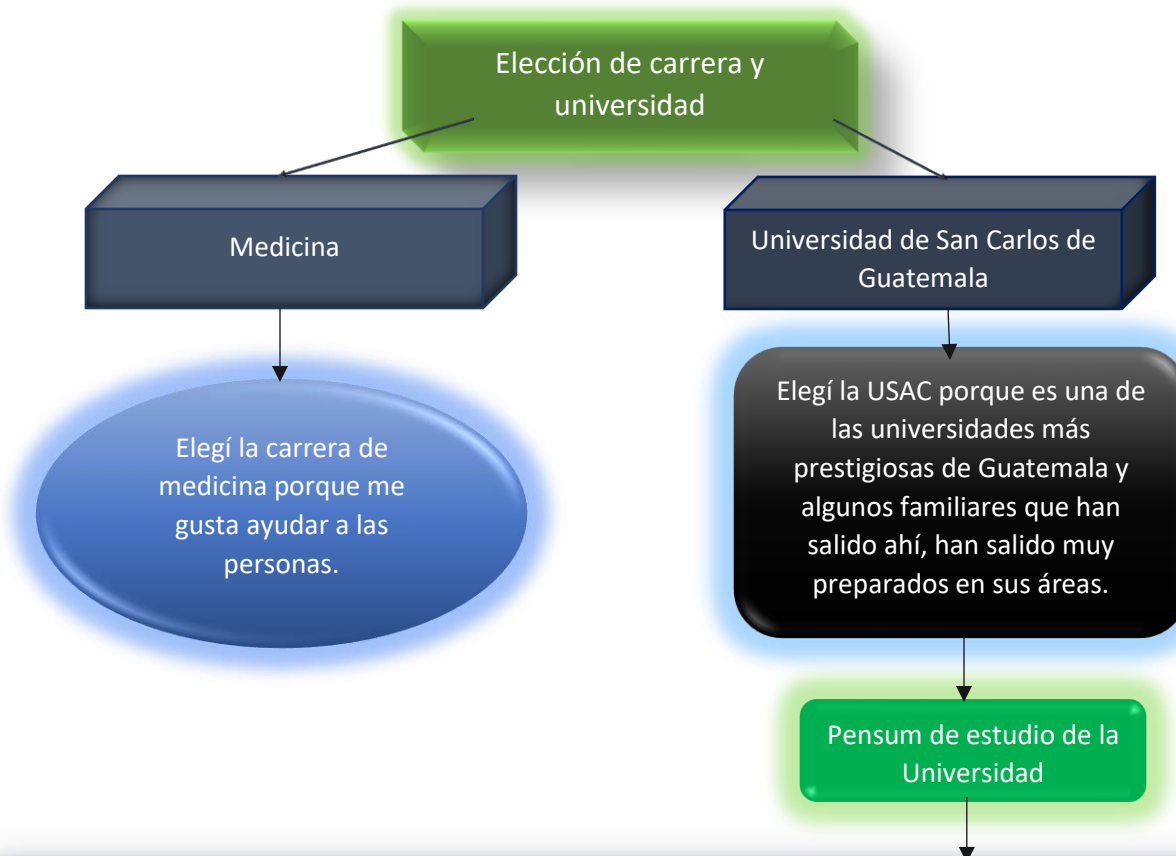 Elección de carrera y
universidad
Medicina
Universidad de San Carlos de
Guatemala
Elegí la carrera de
medicina porque me
gusta ayudar a las
personas.
Elegí la USAC porque es una de
las universidades más
prestigiosas de Guatemala y
algunos familiares que han
salido ahí, han salido muy
preparados en sus áreas.
Pensum de estudio de la
Universidad